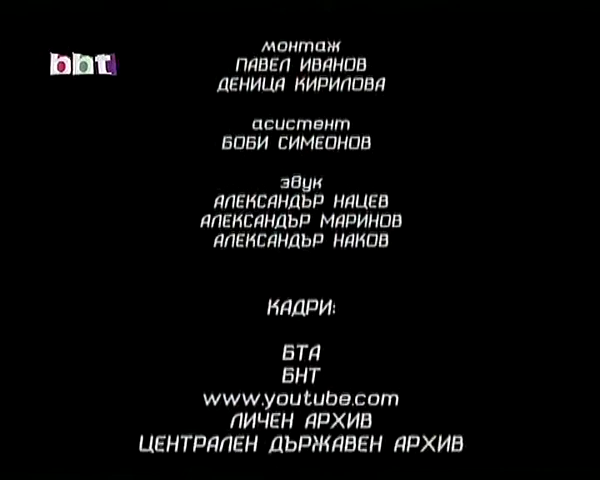 bbt
монтаж
ПАВЕЛ ИВАНОВ
ДЕНИЦА КИРИЛОВА
асистент
БОБИ СИМЕОНОВ
звук
АЛЕКСАНДЪР НАЦЕВ
АЛЕКСАНДЪР МАРИНОВ
АЛЕКСАНДЪР НАКОВ
КАДРИ:
БТА
БНТ
www.youtube.com
ЛИЧЕН АРХИВ
ЦЕНТРАЛЕН ДЪРЖАВЕН АРХИВ